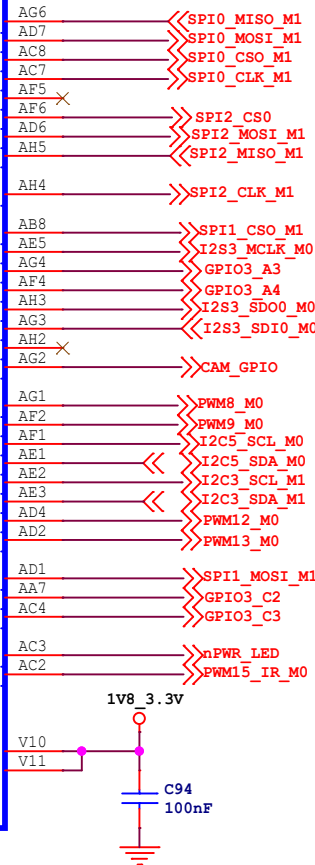 AG6 SPI0_MISO_M1
AD7 SPI0_MOSI_M1
AC8 SPI0_CS0_M1
AC7 SPI0_CLK_M1
AF5
AF6 SPI2_CS0
AD6 SPI2_MOSI_M1
AH5 SPI2_MISO_M1
AH4 SPI2_CLK_M1
AB8 SPI1_CS0_M1
AE5 I2S3_MCLK_M0
AG4 GPIO3_A3
AF4 GPIO3_A4
AH3 I2S3_SDO0_M0
AG3 I2S3_SDI0_M0
AH2
AG2 CAM_GPIO
AG1 PWM8_M0
AF2 PWM9_M0
AF1 I2C5_SCL_M0
AE1 I2C5_SDA_M0
AE2 I2C3_SCL_M1
AE3 I2C3_SDA_M1
AD4 PWM12_M0
AD2 PWM13_M0
AD1 SPI1_MOSI_M1
AA7 GPIO3_C2
AC4 GPIO3_C3
AC3 nPWR_LED
AC2 PWM15_IR_M0
1V8_3.3V
V10
V11
C94
100nF